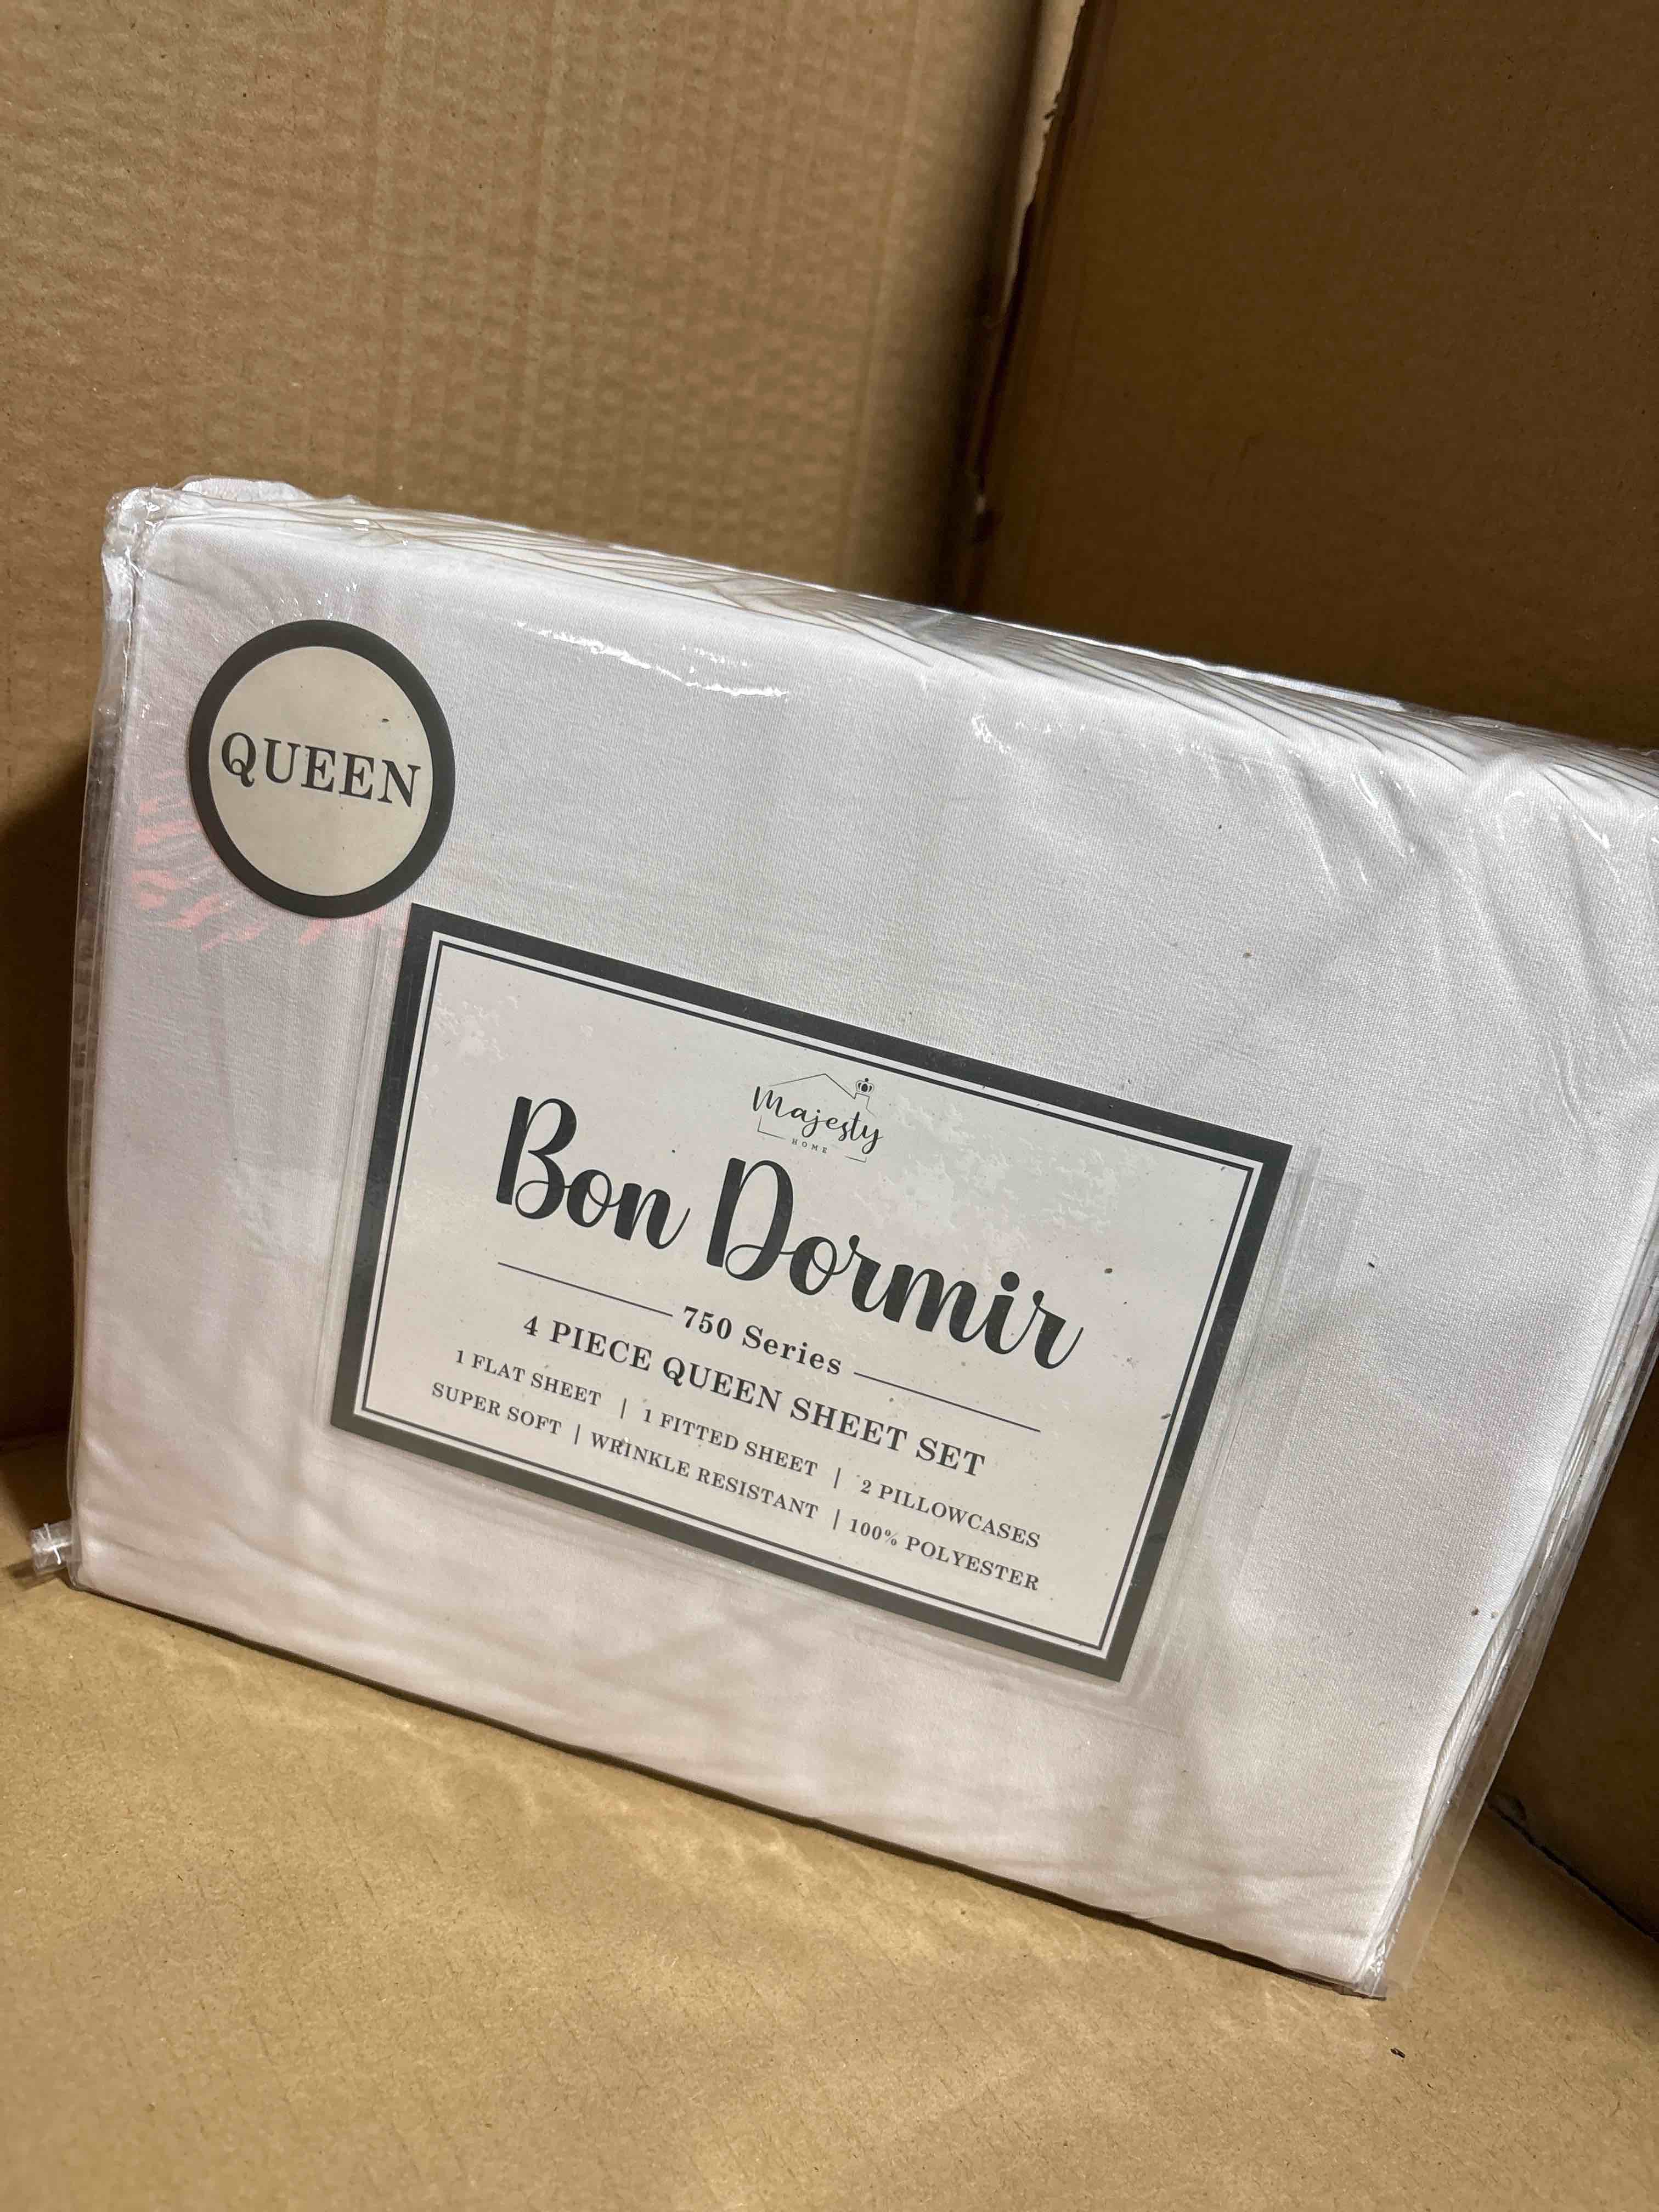 QUEEN
Majesty
HOME
Bon Dormir
750 Series
4 PIECE QUEEN SHEET SET
1 FLAT SHEET | 1 FITTED SHEET | 2 PILLOWCASES
SUPER SOFT | WRINKLE RESISTANT | 100% POLYESTER